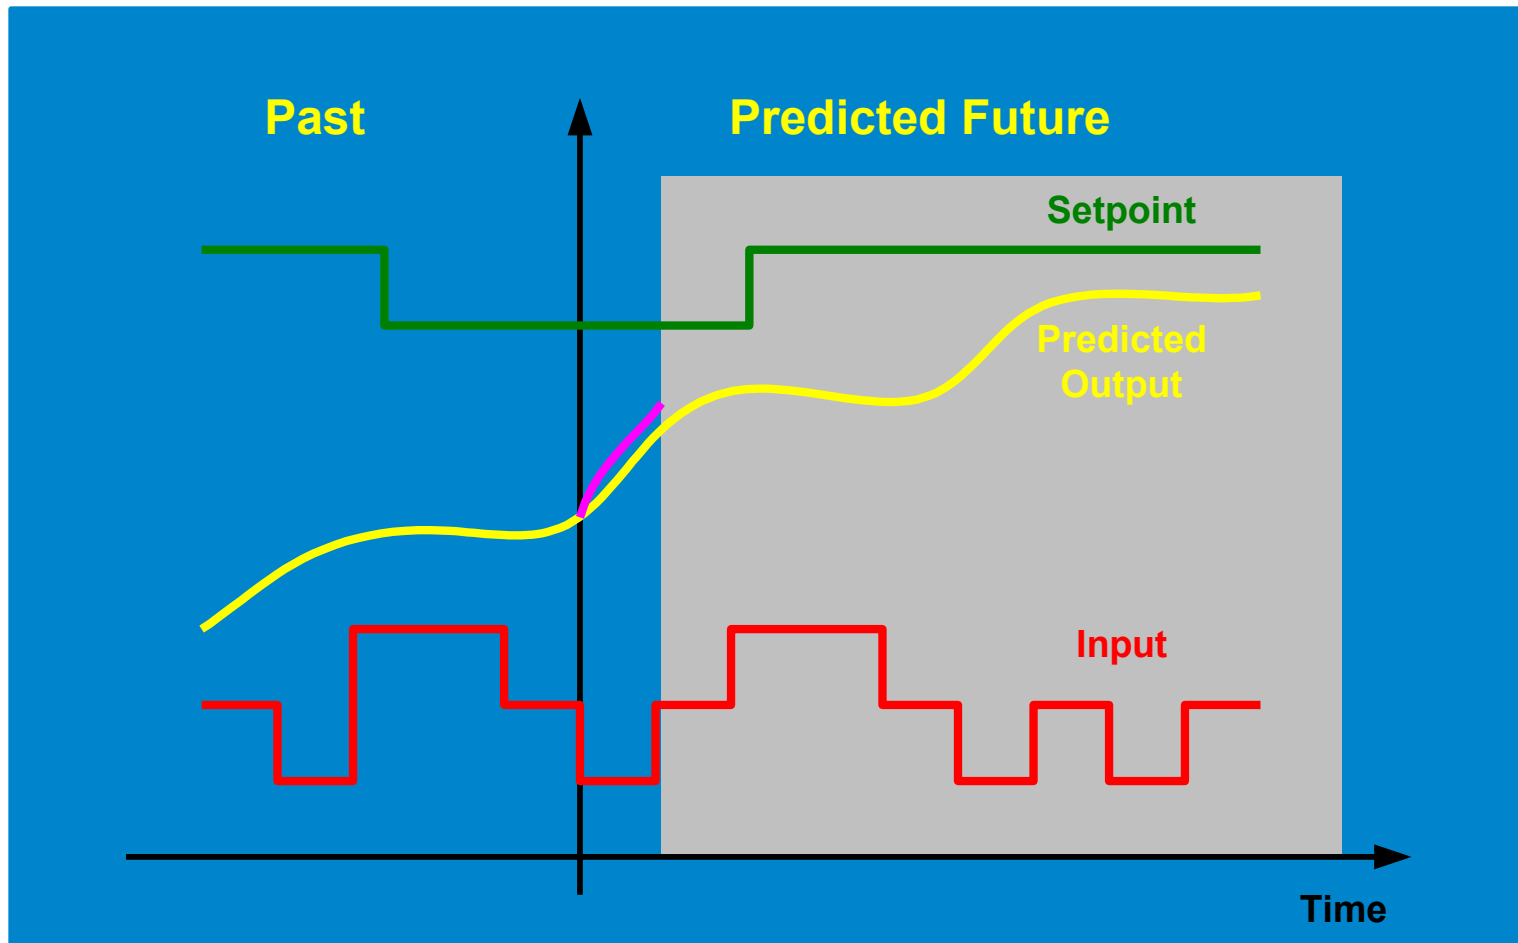 Past
Predicted Future
Setpoint
Predicted
Output
Input
Time